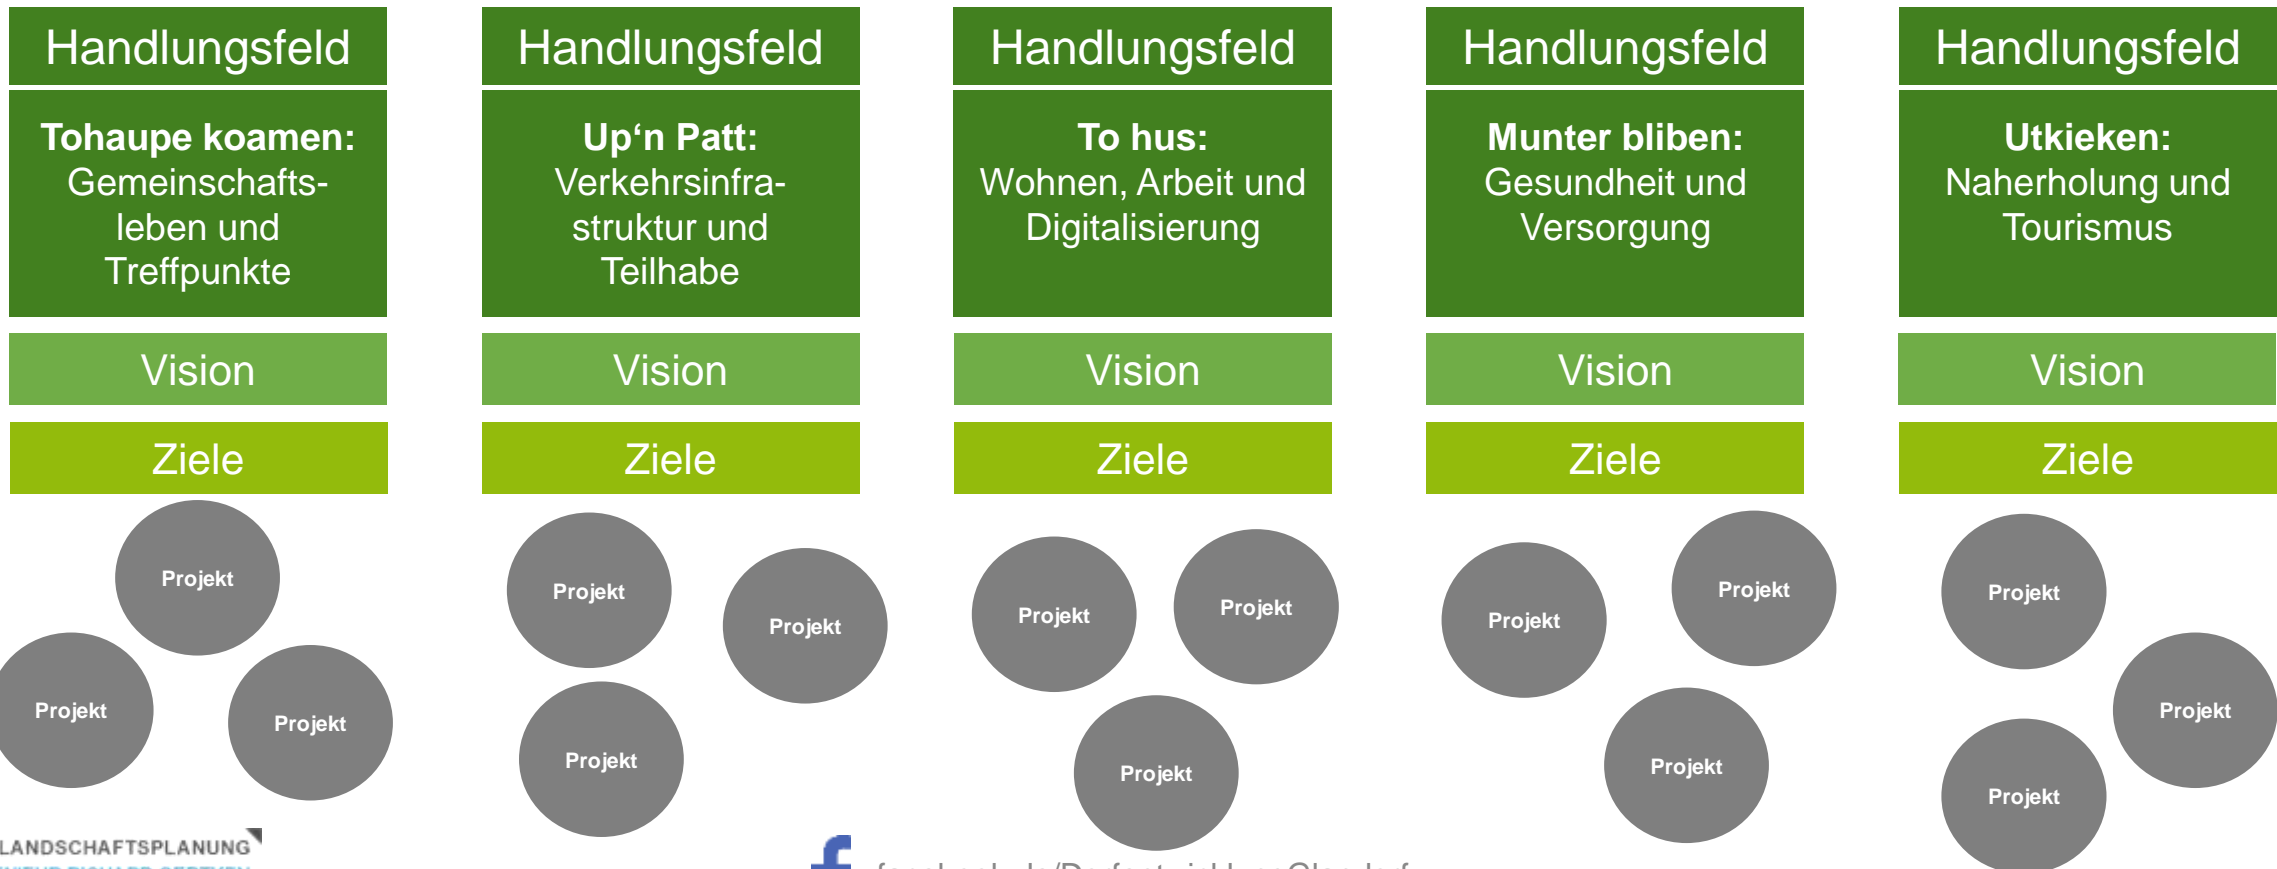 Handlungsfeld
Tohaupe koamen:
Gemeinschafts-
leben und
Treffpunkte
Vision
Ziele
Projekt
Projekt
Projekt
Handlungsfeld
Up‘n Patt:
Verkehrsinfra-
struktur und
Teilhabe
Vision
Ziele
Projekt
Projekt
Projekt
Handlungsfeld
To hus:
Wohnen, Arbeit und
Digitalisierung
Vision
Ziele
Projekt
Projekt
Projekt
Handlungsfeld
Munter bliben:
Gesundheit und
Versorgung
Vision
Ziele
Projekt
Projekt
Projekt
Handlungsfeld
Utkieken:
Naherholung und
Tourismus
Vision
Ziele
Projekt
Projekt
Projekt
LANDSCHAFTSPLANUNG